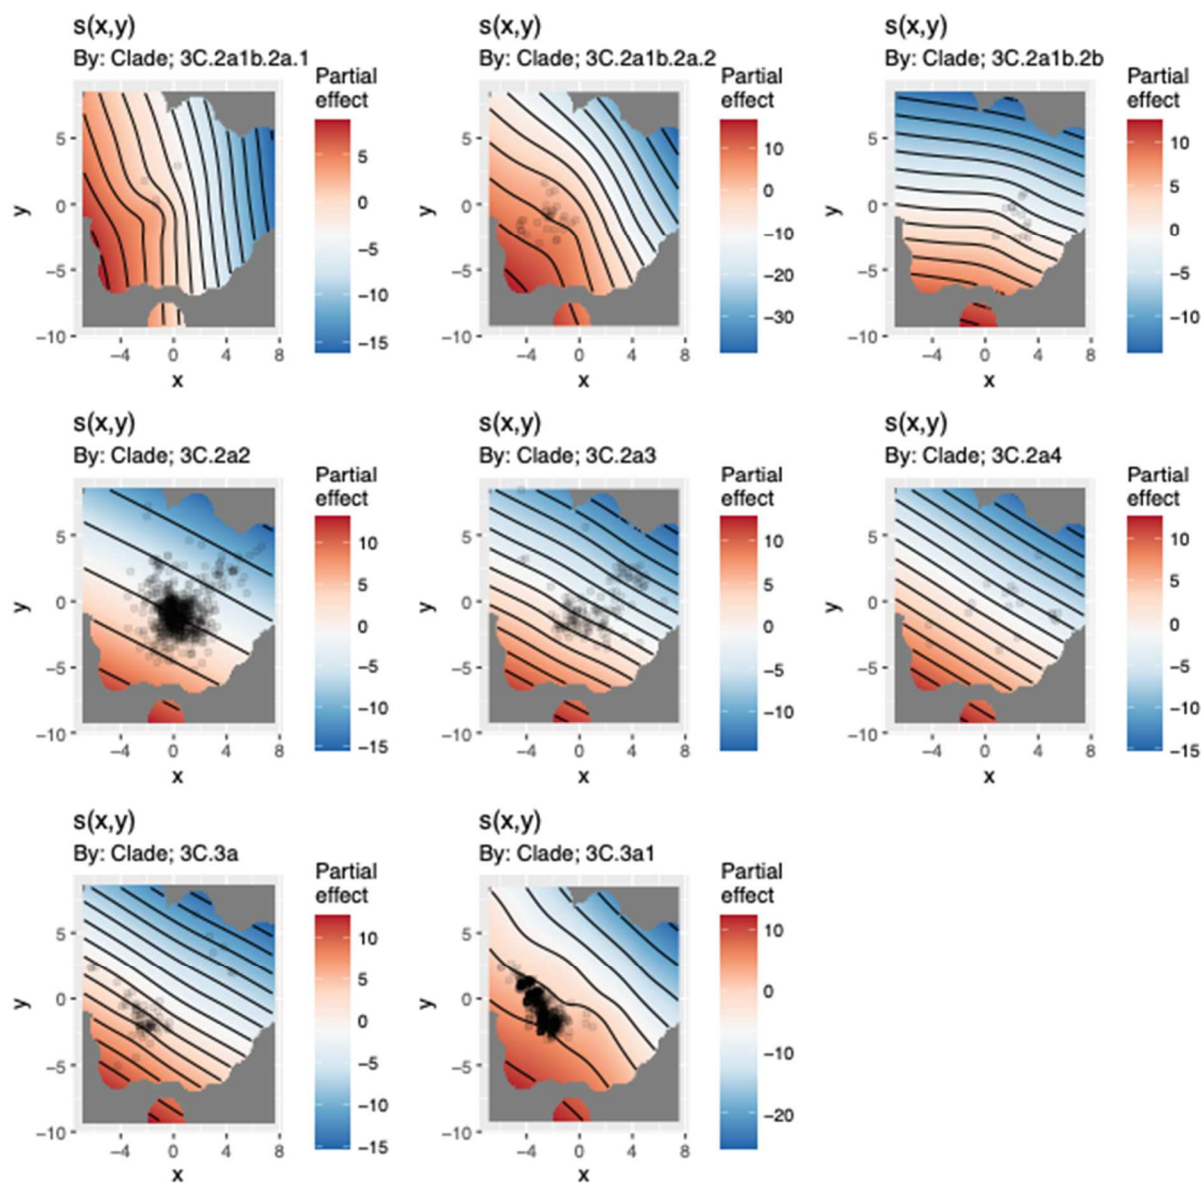 s(x,y)
By: Clade; 3C.2a1b.2a.1
Partial
effect
5
0
−5
−10
−15
y
5
0
−5
−10
−4
0
4
8
x
s(x,y)
By: Clade; 3C.2a1b.2a.2
Partial
effect
10
0
−10
−20
−30
y
5
0
−5
−10
−4
0
4
8
x
s(x,y)
By: Clade; 3C.2a1b.2b
Partial
effect
10
5
0
−5
−10
y
5
0
−5
−10
−4
0
4
8
x
s(x,y)
By: Clade; 3C.2a2
Partial
effect
10
5
0
−5
−10
−15
y
5
0
−5
−10
−4
0
4
8
x
s(x,y)
By: Clade; 3C.2a3
Partial
effect
10
5
0
−5
−10
y
5
0
−5
−10
−4
0
4
8
x
s(x,y)
By: Clade; 3C.2a4
Partial
effect
10
5
0
−5
−10
−15
y
5
0
−5
−10
−4
0
4
8
x
s(x,y)
By: Clade; 3C.3a
Partial
effect
10
5
0
−5
−10
−15
y
5
0
−5
−10
−4
0
4
8
x
s(x,y)
By: Clade; 3C.3a1
Partial
effect
10
0
−10
−20
y
5
0
−5
−10
−4
0
4
8
x